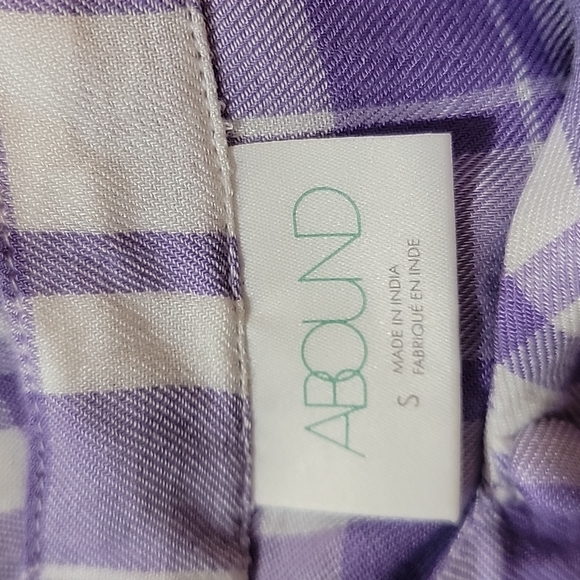 ABOUND
S
MADE IN INDIA
FABRIQUÉ EN INDE